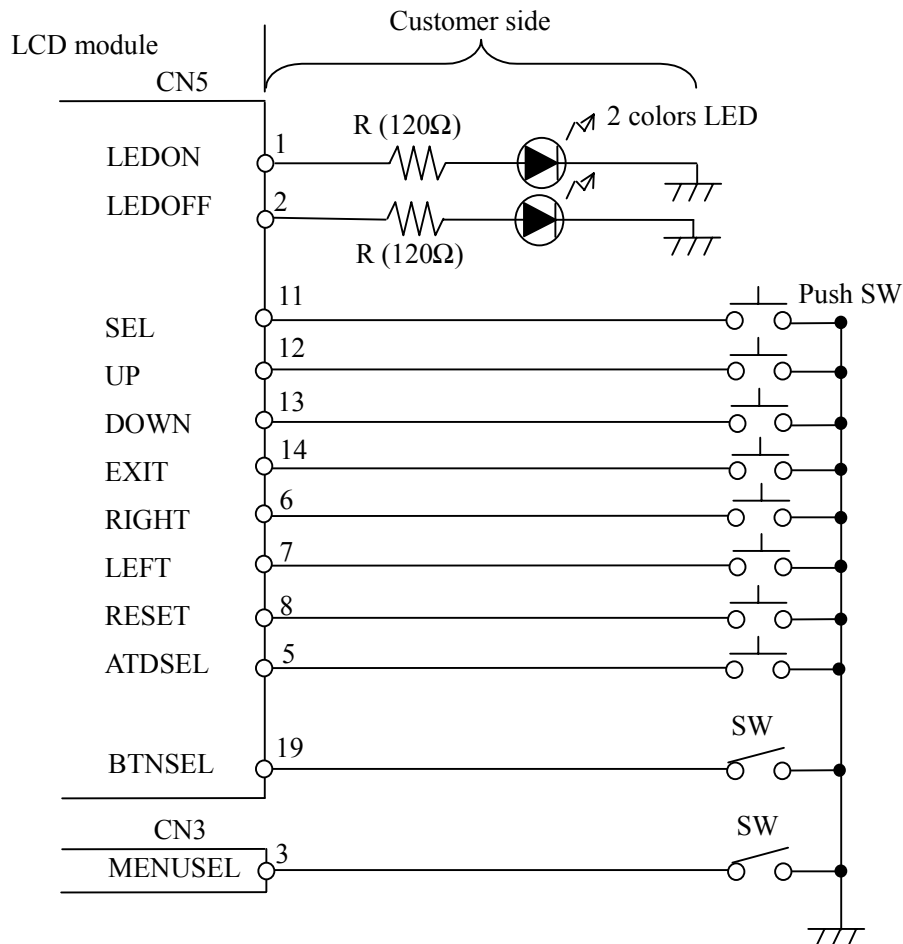 Customer side
LCD module
CN5
LEDON 1 R (120Ω) 2 colors LED
LEDOFF 2 R (120Ω)
SEL 11 Push SW
UP 12
DOWN 13
EXIT 14
RIGHT 6
LEFT 7
RESET 8
ATDSEL 5
BTNSEL 19 SW
CN3
MENUSEL 3 SW